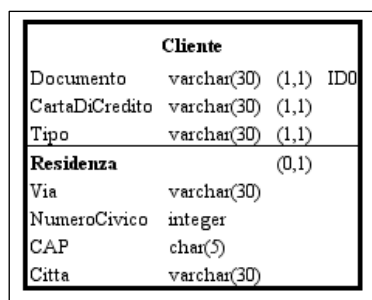 Cliente
Documento varchar(30) (1,1) ID0
CartaDiCredito varchar(30) (1,1)
Tipo varchar(30) (1,1)
Residenza (0,1)
Via varchar(30)
NumeroCivico integer
CAP char(5)
Citta varchar(30)